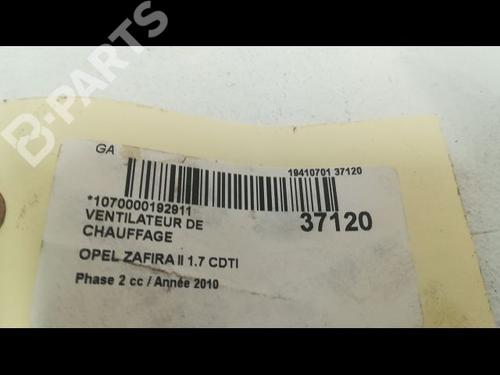 B-PARTS
GA
19410701 37120
*1070000192911
37120
VENTILATEUR DE
CHAUFFAGE
OPEL ZAFIRA II 1.7 CDTI
Phase 2 cc / Année 2010